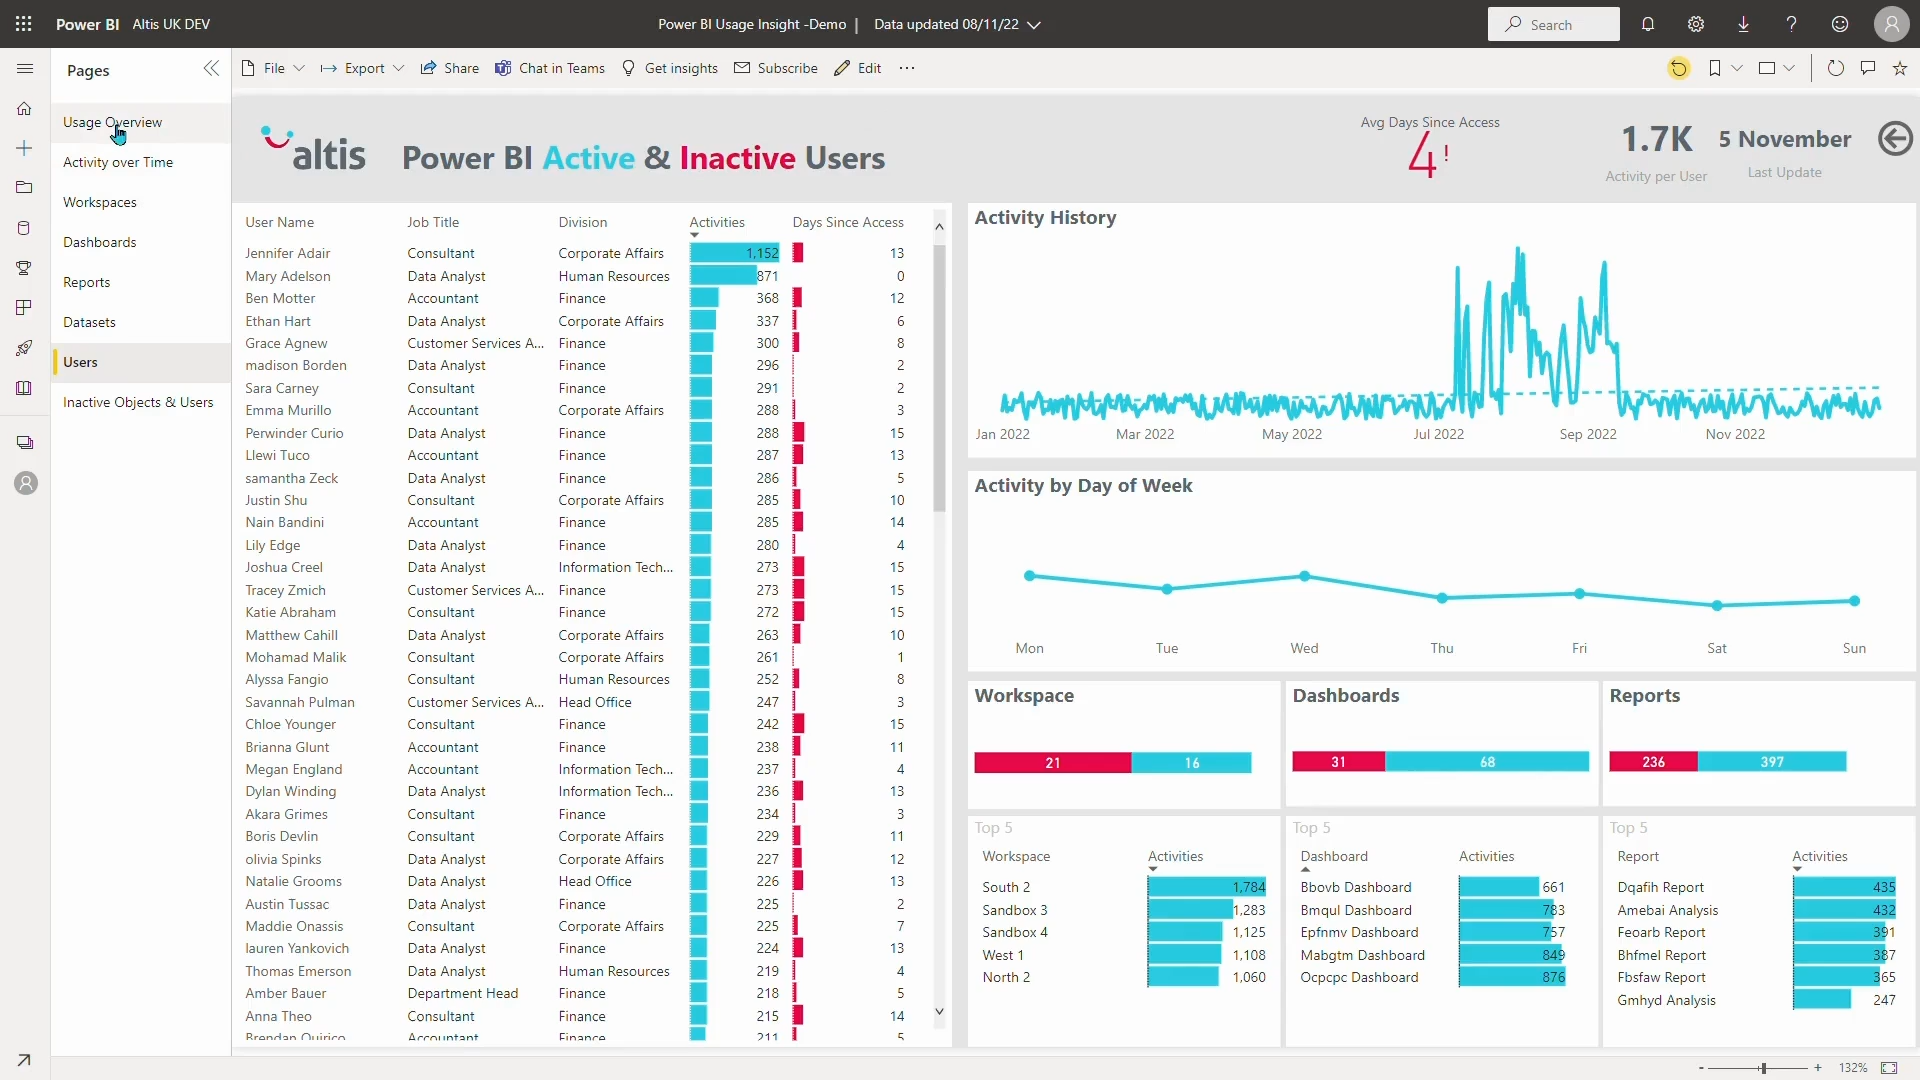 Power BI Altis UK DEV
Power BI Usage Insight -Demo | Data updated 08/11/22
Search
Pages
File Export Share Chat in Teams Get insights Subscribe Edit
Usage Overview
Activity over Time
Workspaces
Dashboards
Reports
Datasets
Users
Inactive Objects & Users
altis
Power BI Active & Inactive Users
Avg Days Since Access
4!
1.7K
Activity per User
5 November
Last Update
User Name Job Title Division Activities Days Since Access
Jennifer Adair Consultant Corporate Affairs 1,152 13
Mary Adelson Data Analyst Human Resources 871 0
Ben Motter Accountant Finance 368 12
Ethan Hart Data Analyst Corporate Affairs 337 6
Grace Agnew Customer Services A... Finance 300 8
madison Borden Data Analyst Finance 296 2
Sara Carney Consultant Finance 291 2
Emma Murillo Accountant Corporate Affairs 288 3
Perwinder Curio Data Analyst Finance 288 15
Llewi Tuco Accountant Finance 287 13
samantha Zeck Data Analyst Finance 286 5
Justin Shu Consultant Corporate Affairs 285 10
Nain Bandini Accountant Finance 285 14
Lily Edge Data Analyst Finance 280 4
Joshua Creel Data Analyst Information Tech... 273 15
Tracey Zmich Customer Services A... Finance 273 15
Katie Abraham Consultant Finance 272 15
Matthew Cahill Data Analyst Corporate Affairs 263 10
Mohamad Malik Consultant Corporate Affairs 261 1
Alyssa Fangio Consultant Human Resources 252 8
Savannah Pulman Customer Services A... Head Office 247 3
Chloe Younger Consultant Finance 242 15
Brianna Glunt Accountant Finance 238 11
Megan England Accountant Information Tech... 237 4
Dylan Winding Data Analyst Information Tech... 236 13
Akara Grimes Consultant Finance 234 3
Boris Devlin Consultant Corporate Affairs 229 11
olivia Spinks Data Analyst Corporate Affairs 227 12
Natalie Grooms Data Analyst Head Office 226 13
Austin Tussac Data Analyst Finance 225 2
Maddie Onassis Consultant Corporate Affairs 225 7
lauren Yankovich Data Analyst Finance 224 13
Thomas Emerson Data Analyst Human Resources 219 4
Amber Bauer Department Head Finance 218 5
Anna Theo Consultant Finance 215 14
Brendan Quirico Accountant Finance 211 5
Activity History
Jan 2022 Mar 2022 May 2022 Jul 2022 Sep 2022 Nov 2022
Activity by Day of Week
Mon Tue Wed Thu Fri Sat Sun
Workspace
21 16
Dashboards
31 68
Reports
236 397
Top 5
Workspace Activities
South 2 1,784
Sandbox 3 1,283
Sandbox 4 1,125
West 1 1,108
North 2 1,060
Top 5
Dashboard Activities
Bbovb Dashboard 661
Bmqul Dashboard 783
Epfnmv Dashboard 757
Mabgtm Dashboard 849
Ocpcpc Dashboard 876
Top 5
Report Activities
Dqafih Report 435
Amebai Analysis 432
Feoarb Report 391
Bhfmel Report 387
Fbsfaw Report 365
Gmhyd Analysis 247
- + 132%